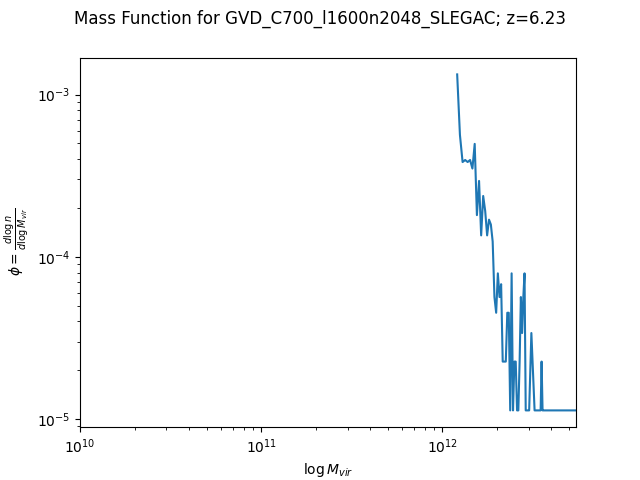 Mass Function for GVD_C700_l1600n2048_SLEGAC; z=6.23
10⁻³
10⁻⁴
10⁻⁵
ϕ = d log n / d log M_vir
10¹⁰ 10¹¹ 10¹²
log M_vir